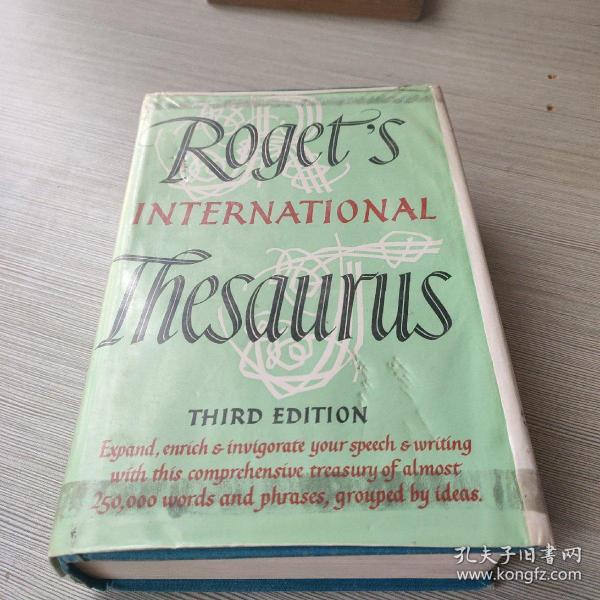 Roget's
INTERNATIONAL
Thesaurus
THIRD EDITION
Expand, enrich & invigorate your speech & writing
with this comprehensive treasury of almost
250,000 words and phrases, grouped by ideas.
孔夫子旧书网
www.kongfz.com